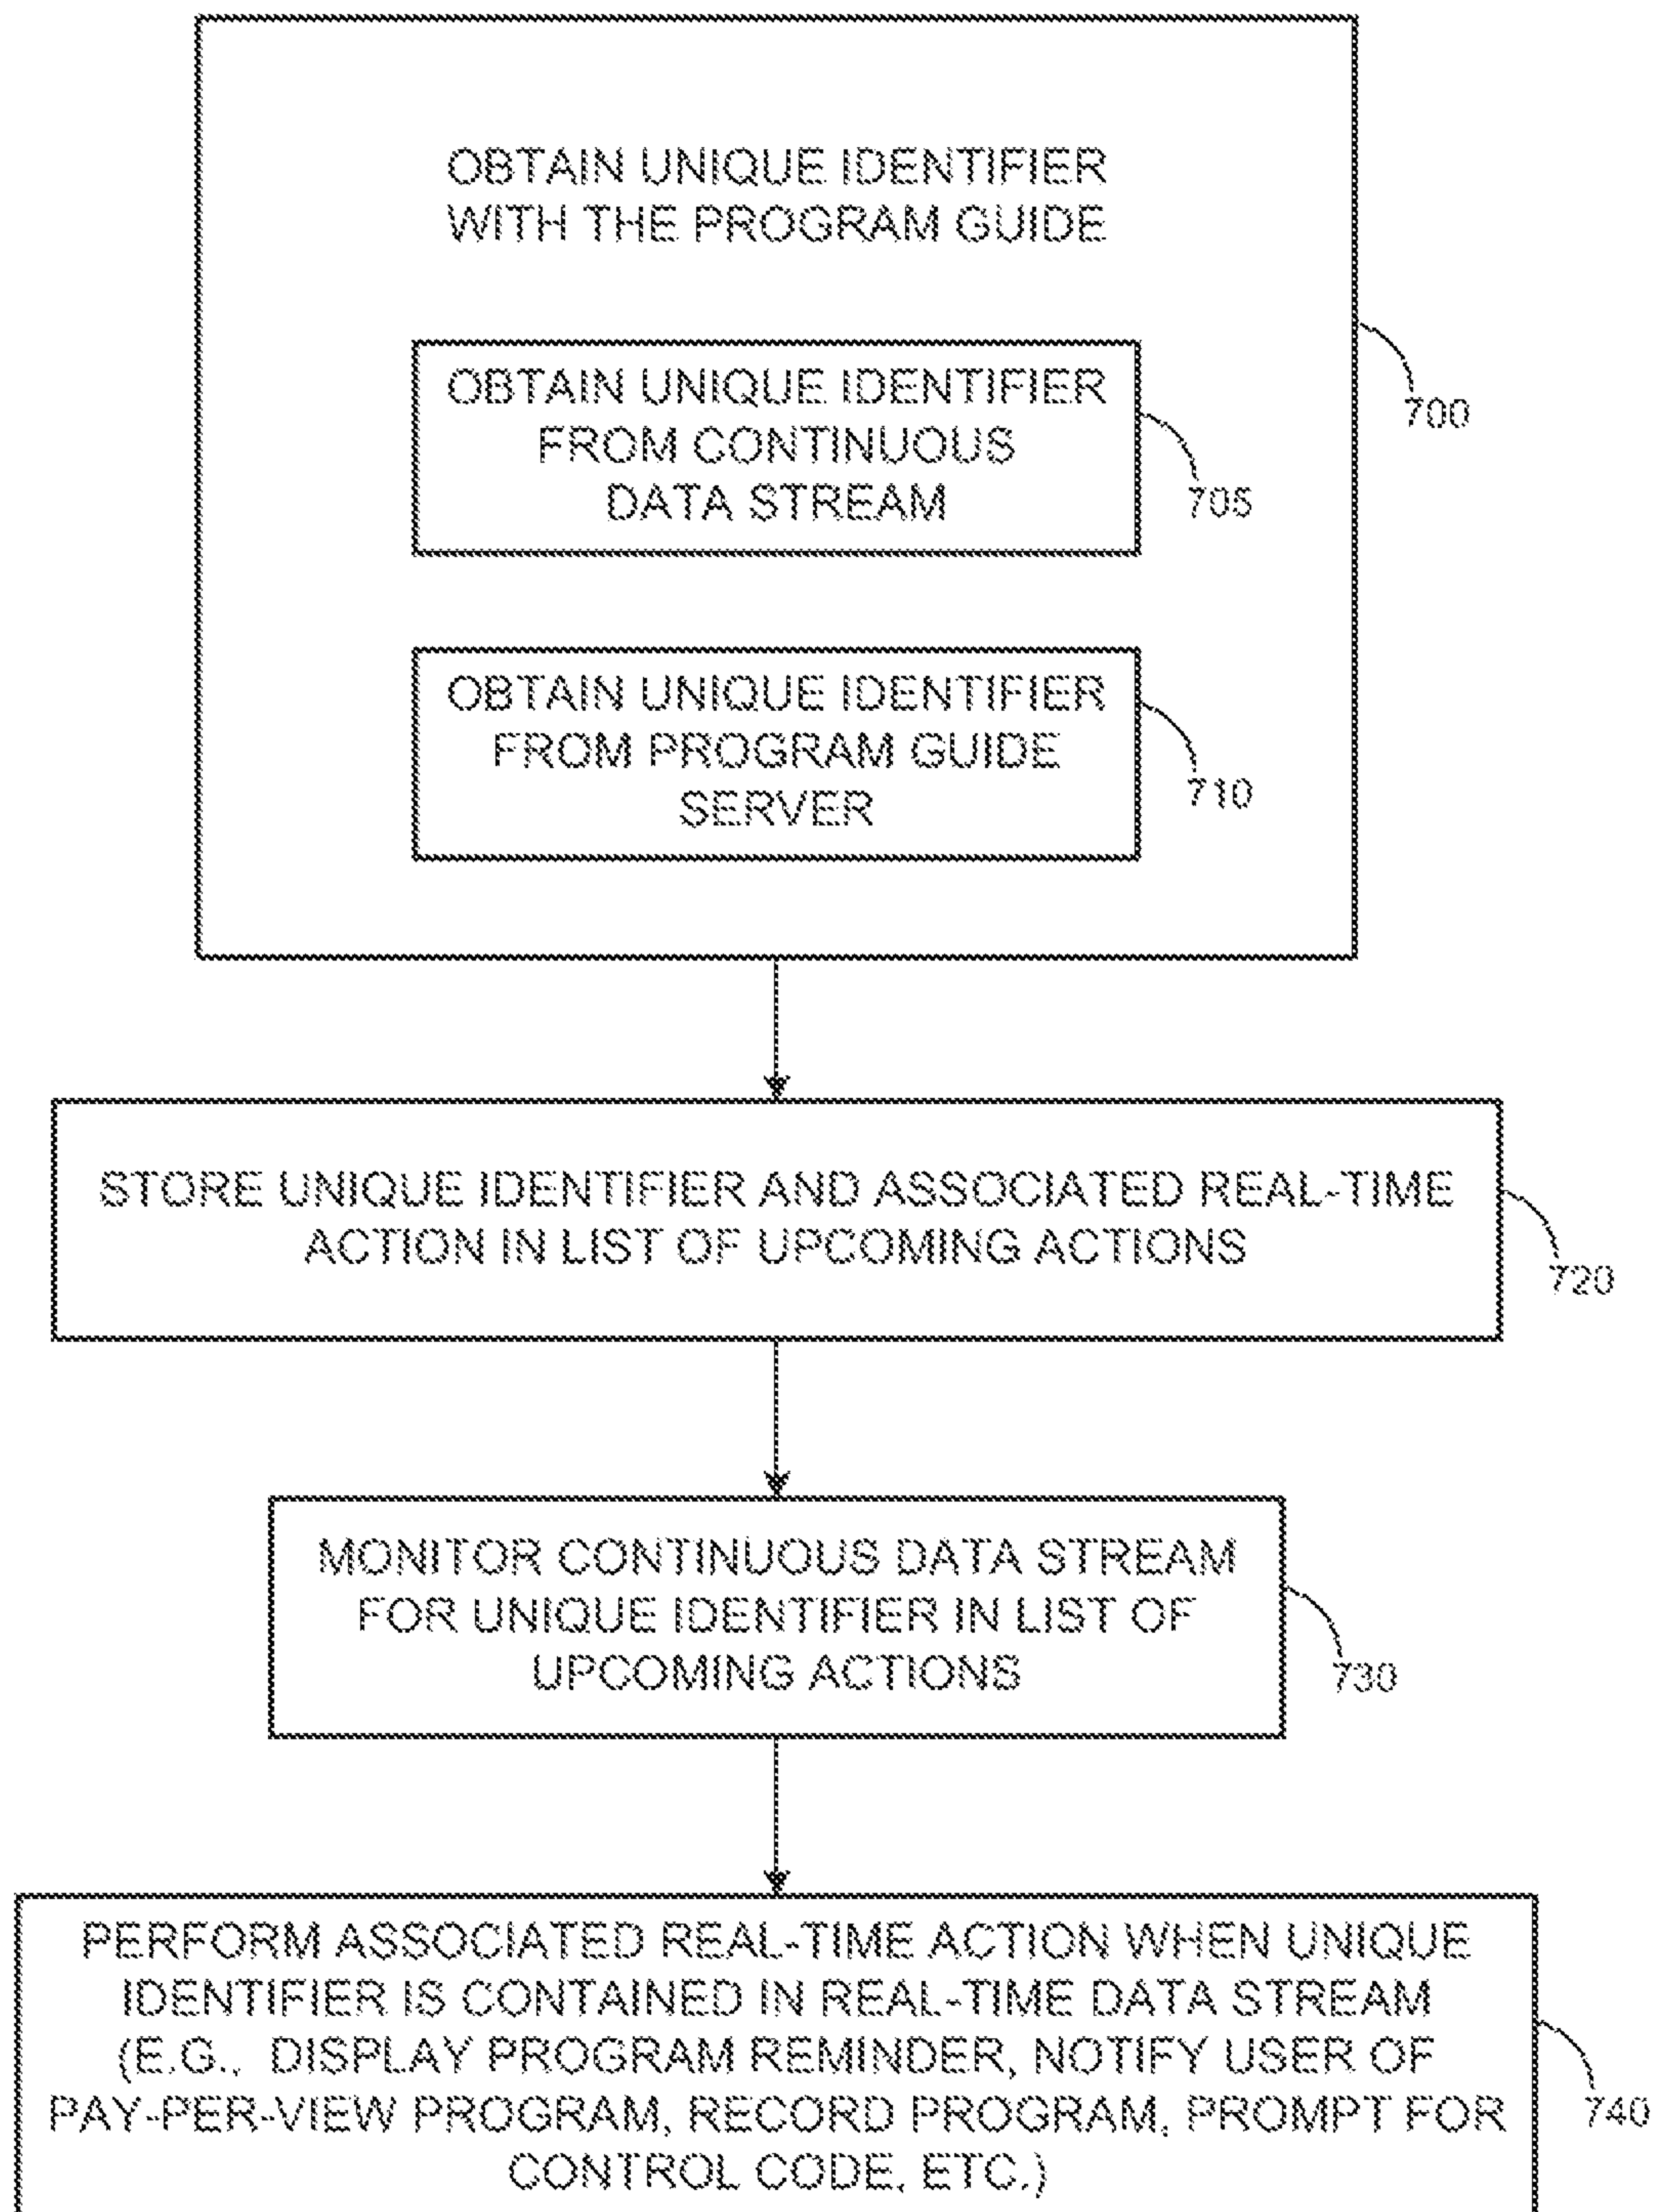 OBTAIN UNIQUE IDENTIFIER
WITH THE PROGRAM GUIDE
700
OBTAIN UNIQUE IDENTIFIER
FROM CONTINUOUS
DATA STREAM
705
OBTAIN UNIQUE IDENTIFIER
FROM PROGRAM GUIDE
SERVER
710
STORE UNIQUE IDENTIFIER AND ASSOCIATED REAL-TIME
ACTION IN LIST OF UPCOMING ACTIONS
720
MONITOR CONTINUOUS DATA STREAM
FOR UNIQUE IDENTIFIER IN LIST OF
UPCOMING ACTIONS
730
PERFORM ASSOCIATED REAL-TIME ACTION WHEN UNIQUE
IDENTIFIER IS CONTAINED IN REAL-TIME DATA STREAM
(E.G., DISPLAY PROGRAM REMINDER, NOTIFY USER OF
PAY-PER-VIEW PROGRAM, RECORD PROGRAM, PROMPT FOR
CONTROL CODE, ETC.)
740